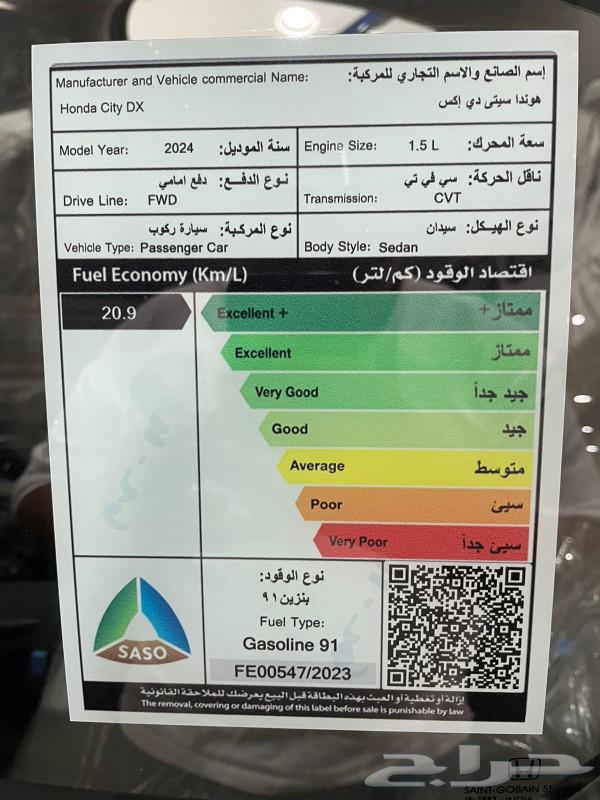 Manufacturer and Vehicle commercial Name: إسم الصانع والاسم التجاري للمركبة:
Honda City DX هوندا سيتى دي إكس
Model Year: 2024 سنة الموديل:
Engine Size: 1.5 L سعة المحرك:
نوع الدفـع: دفع امامي
Drive Line: FWD
ناقل الحركة: سي في تي
Transmission: CVT
نوع المركبة: سيارة ركوب
Vehicle Type: Passenger Car
نوع الهيـكل: سيدان
Body Style: Sedan
Fuel Economy (Km/L) اقتصاد الوقود (كم/لتر)
20.9
Excellent + ممتاز+
Excellent ممتاز
Very Good جيد جداً
Good جيد
Average متوسط
Poor سيئ
Very Poor سيئ جداً
SASO
نوع الوقود:
بنزين ٩١
Fuel Type:
Gasoline 91
FE00547/2023
إزالة أو تغطية أو العبث بهذه البطاقة قبل البيع يعرضك للملاحقة القانونية
The removal, covering or damaging of this label before sale is punishable by law
حراج
SAINT-GOBAIN